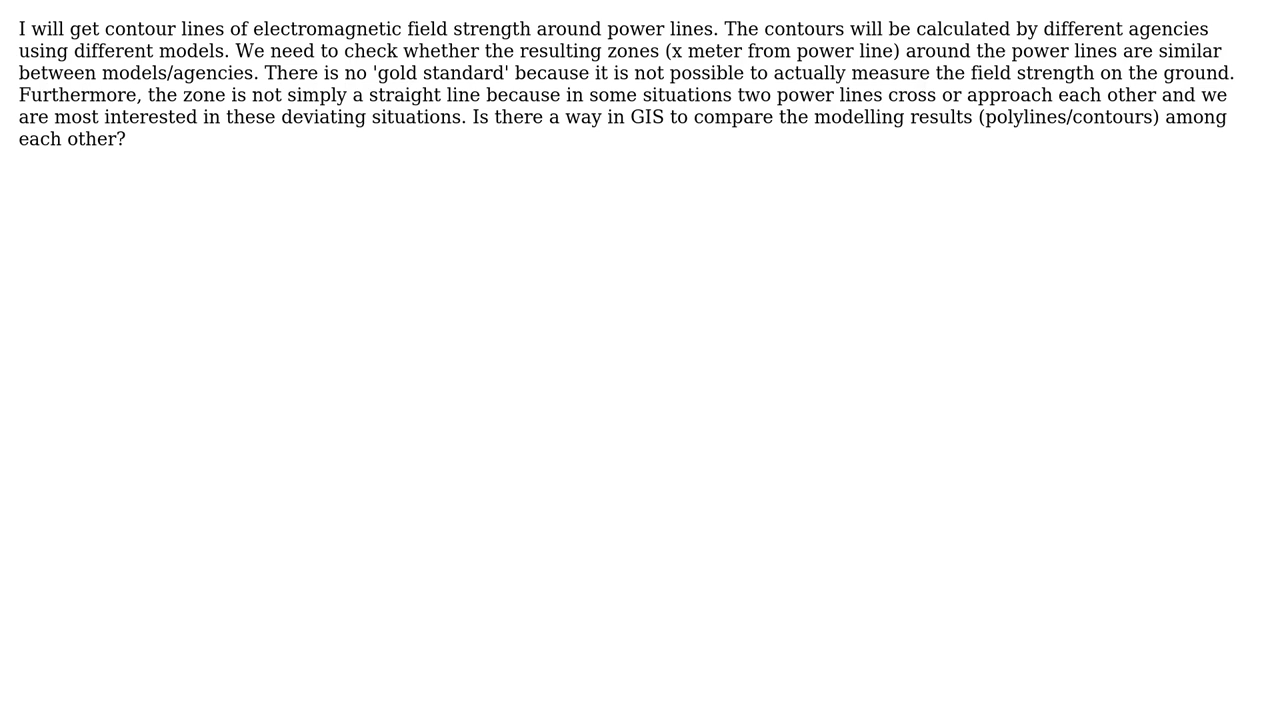 I will get contour lines of electromagnetic field strength around power lines. The contours will be calculated by different agencies
using different models. We need to check whether the resulting zones (x meter from power line) around the power lines are similar
between models/agencies. There is no 'gold standard' because it is not possible to actually measure the field strength on the ground.
Furthermore, the zone is not simply a straight line because in some situations two power lines cross or approach each other and we
are most interested in these deviating situations. Is there a way in GIS to compare the modelling results (polylines/contours) among
each other?